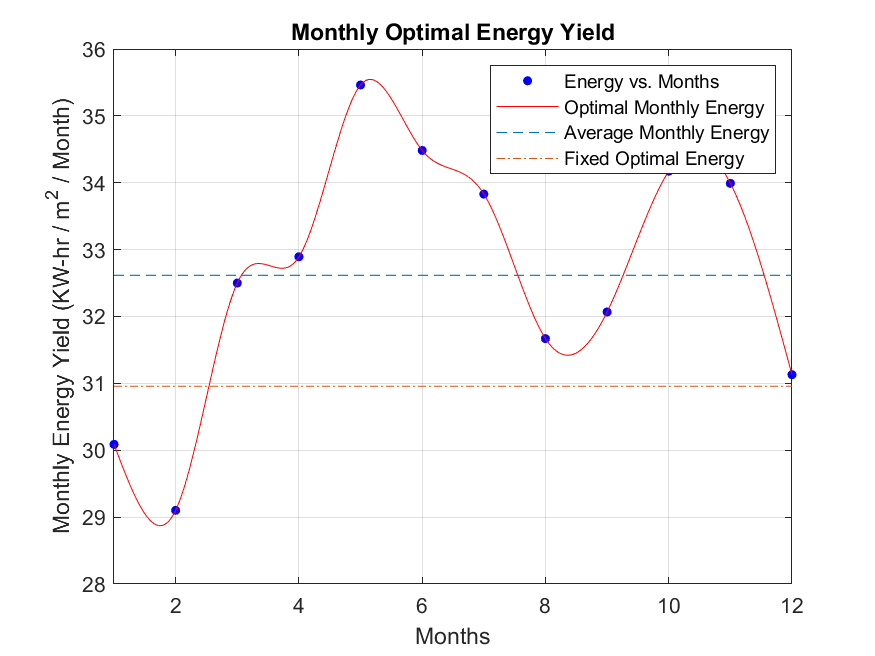 Monthly Optimal Energy Yield
Monthly Energy Yield (KW-hr / m² / Month)
36
35
34
33
32
31
30
29
28
Energy vs. Months
Optimal Monthly Energy
Average Monthly Energy
Fixed Optimal Energy
2 4 6 8 10 12
Months